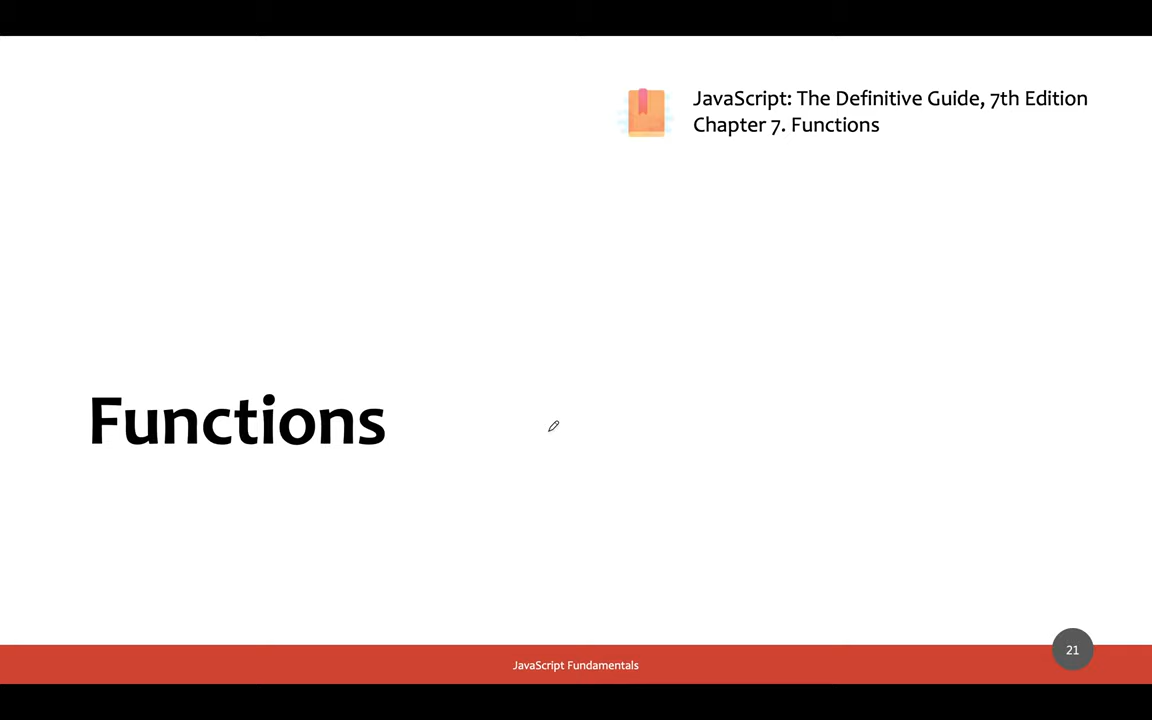 JavaScript: The Definitive Guide, 7th Edition
Chapter 7. Functions
Functions
JavaScript Fundamentals
21